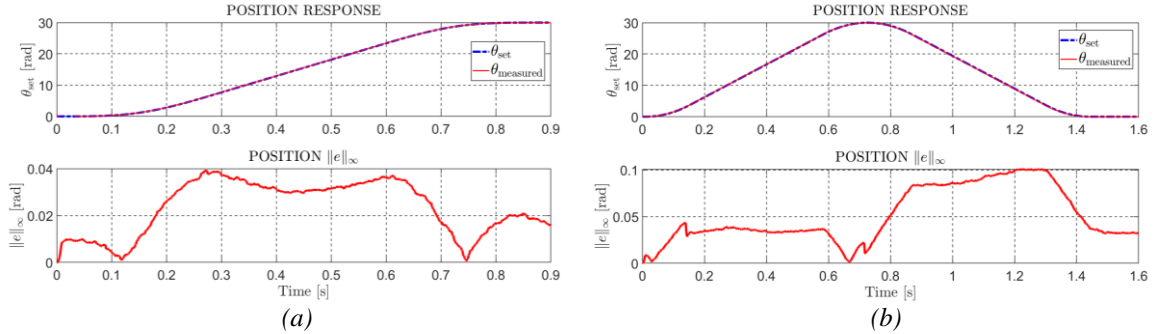 POSITION RESPONSE
θset [rad]
30
20
10
0
θset
θmeasured
0 0.1 0.2 0.3 0.4 0.5 0.6 0.7 0.8 0.9
POSITION ‖e‖∞
‖e‖∞ [rad]
0.04
0.02
0
0 0.1 0.2 0.3 0.4 0.5 0.6 0.7 0.8 0.9
Time [s]
(a)
POSITION RESPONSE
θset [rad]
30
20
10
0
θset
θmeasured
0 0.2 0.4 0.6 0.8 1 1.2 1.4 1.6
POSITION ‖e‖∞
‖e‖∞ [rad]
0.1
0.05
0
0 0.2 0.4 0.6 0.8 1 1.2 1.4 1.6
Time [s]
(b)